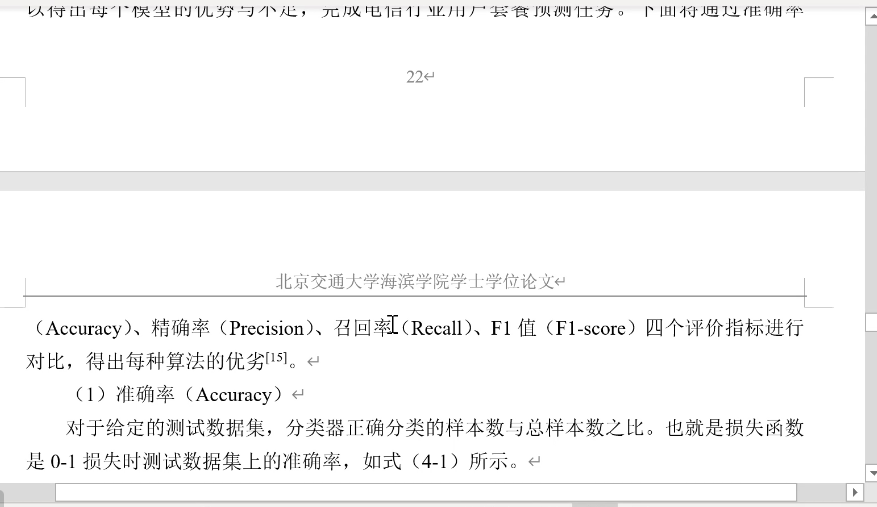 以得出每个模型的优势与不足，完成电信行业用户套餐预测任务。下面将通过准确率
22
北京交通大学海滨学院学士学位论文
（Accuracy）、精确率（Precision）、召回率（Recall）、F1 值（F1-score）四个评价指标进行
对比，得出每种算法的优劣[15]。
（1）准确率（Accuracy）
对于给定的测试数据集，分类器正确分类的样本数与总样本数之比。也就是损失函数
是 0-1 损失时测试数据集上的准确率，如式（4-1）所示。